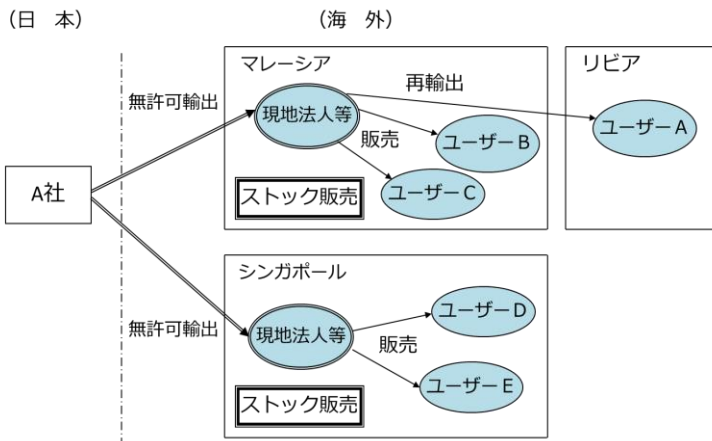 （日　本）
（海　外）
マレーシア
リビア
再輸出
無許可輸出
現地法人等
ユーザーA
販売
ユーザーB
A社
ストック販売
ユーザーC
シンガポール
ユーザーD
無許可輸出
現地法人等
販売
ユーザーE
ストック販売